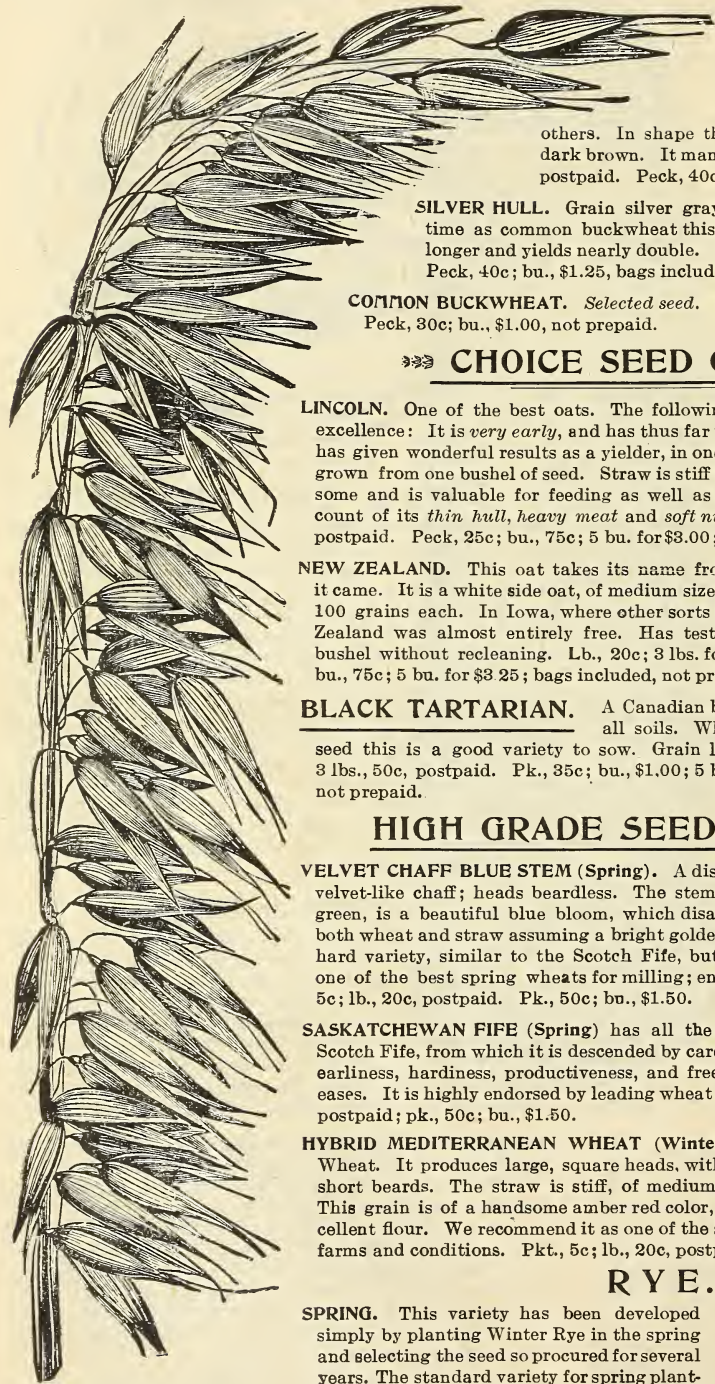 others. In shape th
dark brown. It man
postpaid. Peck, 40c
SILVER HULL. Grain silver gray
time as common buckwheat this
longer and yields nearly double.
Peck, 40c; bu., $1.25, bags includ
COMMON BUCKWHEAT. Selected seed.
Peck, 30c; bu., $1.00, not prepaid.
CHOICE SEED
LINCOLN. One of the best oats. The followin
excellence: It is very early, and has thus far
has given wonderful results as a yielder, in one
grown from one bushel of seed. Straw is stiff
some and is valuable for feeding as well as
count of its thin hull, heavy meat and soft ni
postpaid. Peck, 25c; bu., 75c; 5 bu. for $3.00;
NEW ZEALAND. This oat takes its name fro
it came. It is a white side oat, of medium size
100 grains each. In Iowa, where other sorts
Zealand was almost entirely free. Has test
bushel without recleaning. Lb., 20c; 3 lbs. fo
bu., 75c; 5 bu. for $3 25; bags included, not pr
BLACK TARTARIAN. A Canadian b
all soils. Wh
seed this is a good variety to sow. Grain l
3 lbs., 50c, postpaid. Pk., 35c; bu., $1,00; 5 b
not prepaid.
HIGH GRADE SEED
VELVET CHAFF BLUE STEM (Spring). A dis
velvet-like chaff; heads beardless. The stem
green, is a beautiful blue bloom, which disa
both wheat and straw assuming a bright golde
hard variety, similar to the Scotch Fife, but
one of the best spring wheats for milling; en
5c; lb., 20c, postpaid. Pk., 50c; bu., $1.50.
SASKATCHEWAN FIFE (Spring) has all the
Scotch Fife, from which it is descended by care
earliness, hardiness, productiveness, and free
eases. It is highly endorsed by leading wheat
postpaid; pk., 50c; bu., $1.50.
HYBRID MEDITERRANEAN WHEAT (Winte
Wheat. It produces large, square heads, with
short beards. The straw is stiff, of medium
This grain is of a handsome amber red color,
cellent flour. We recommend it as one of the
farms and conditions. Pkt., 5c; lb., 20c, post
RYE.
SPRING. This variety has been developed
simply by planting Winter Rye in the spring
and selecting the seed so procured for several
years. The standard variety for spring plant-